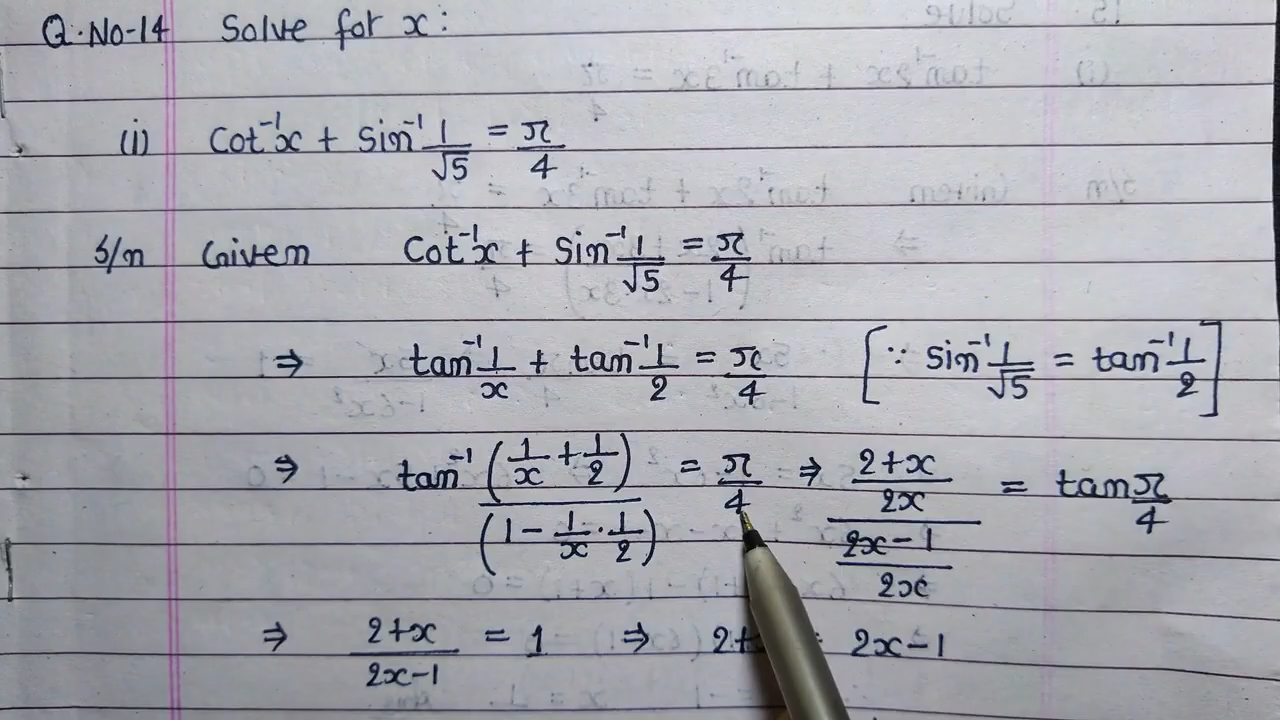 Q.No-14 Solve for x:
(i) Cot⁻¹x + Sin⁻¹ 1/√5 = π/4
S/n Given Cot⁻¹x + Sin⁻¹ 1/√5 = π/4
⇒ tan⁻¹ 1/x + tan⁻¹ 1/2 = π/4 [∵ Sin⁻¹ 1/√5 = tan⁻¹ 1/2]
⇒ tan⁻¹ (1/x + 1/2)/(1 - 1/x · 1/2) = π/4 ⇒ ((2+x)/2x)/((2x-1)/2x) = tan π/4
⇒ (2+x)/(2x-1) = 1 ⇒ 2+ 2x-1